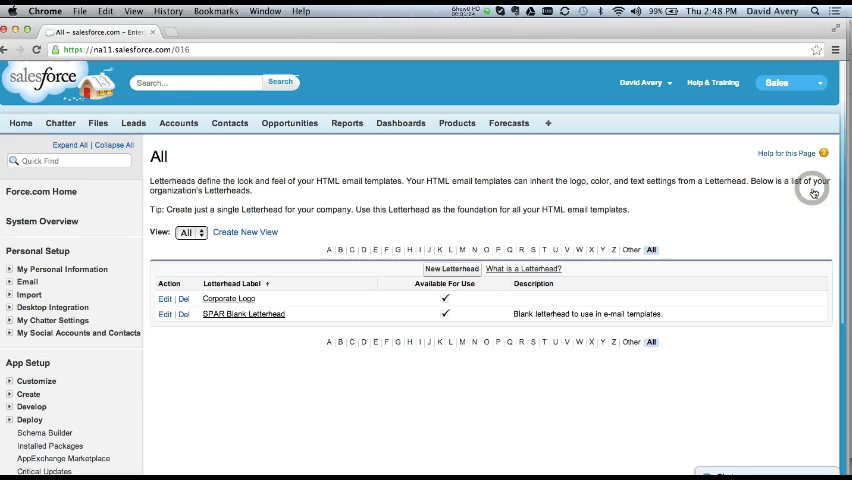 Chrome File Edit View History Bookmarks Window Help
99% Thu 2:48 PM David Avery
All ~ salesforce.com ~ Enter
https://na11.salesforce.com/016
salesforce
Search...
Search
David Avery
Help & Training
Sales
Home Chatter Files Leads Accounts Contacts Opportunities Reports Dashboards Products Forecasts +
Expand All | Collapse All
Quick Find
Force.com Home
System Overview
Personal Setup
My Personal Information
Email
Import
Desktop Integration
My Chatter Settings
My Social Accounts and Contacts
App Setup
Customize
Create
Develop
Deploy
Schema Builder
Installed Packages
AppExchange Marketplace
Critical Updates
All
Help for this Page
Letterheads define the look and feel of your HTML email templates. Your HTML email templates can inherit the logo, color, and text settings from a Letterhead. Below is a list of your
organization's Letterheads.
Tip: Create just a single Letterhead for your company. Use this Letterhead as the foundation for all your HTML email templates.
View: All Create New View
A | B | C | D | E | F | G | H | I | J | K | L | M | N | O | P | Q | R | S | T | U | V | W | X | Y | Z | Other All
New Letterhead What is a Letterhead?
Action Letterhead Label Available For Use Description
Edit | Del Corporate Logo
Edit | Del SPAR Blank Letterhead Blank letterhead to use in e-mail templates.
A | B | C | D | E | F | G | H | I | J | K | L | M | N | O | P | Q | R | S | T | U | V | W | X | Y | Z | Other All